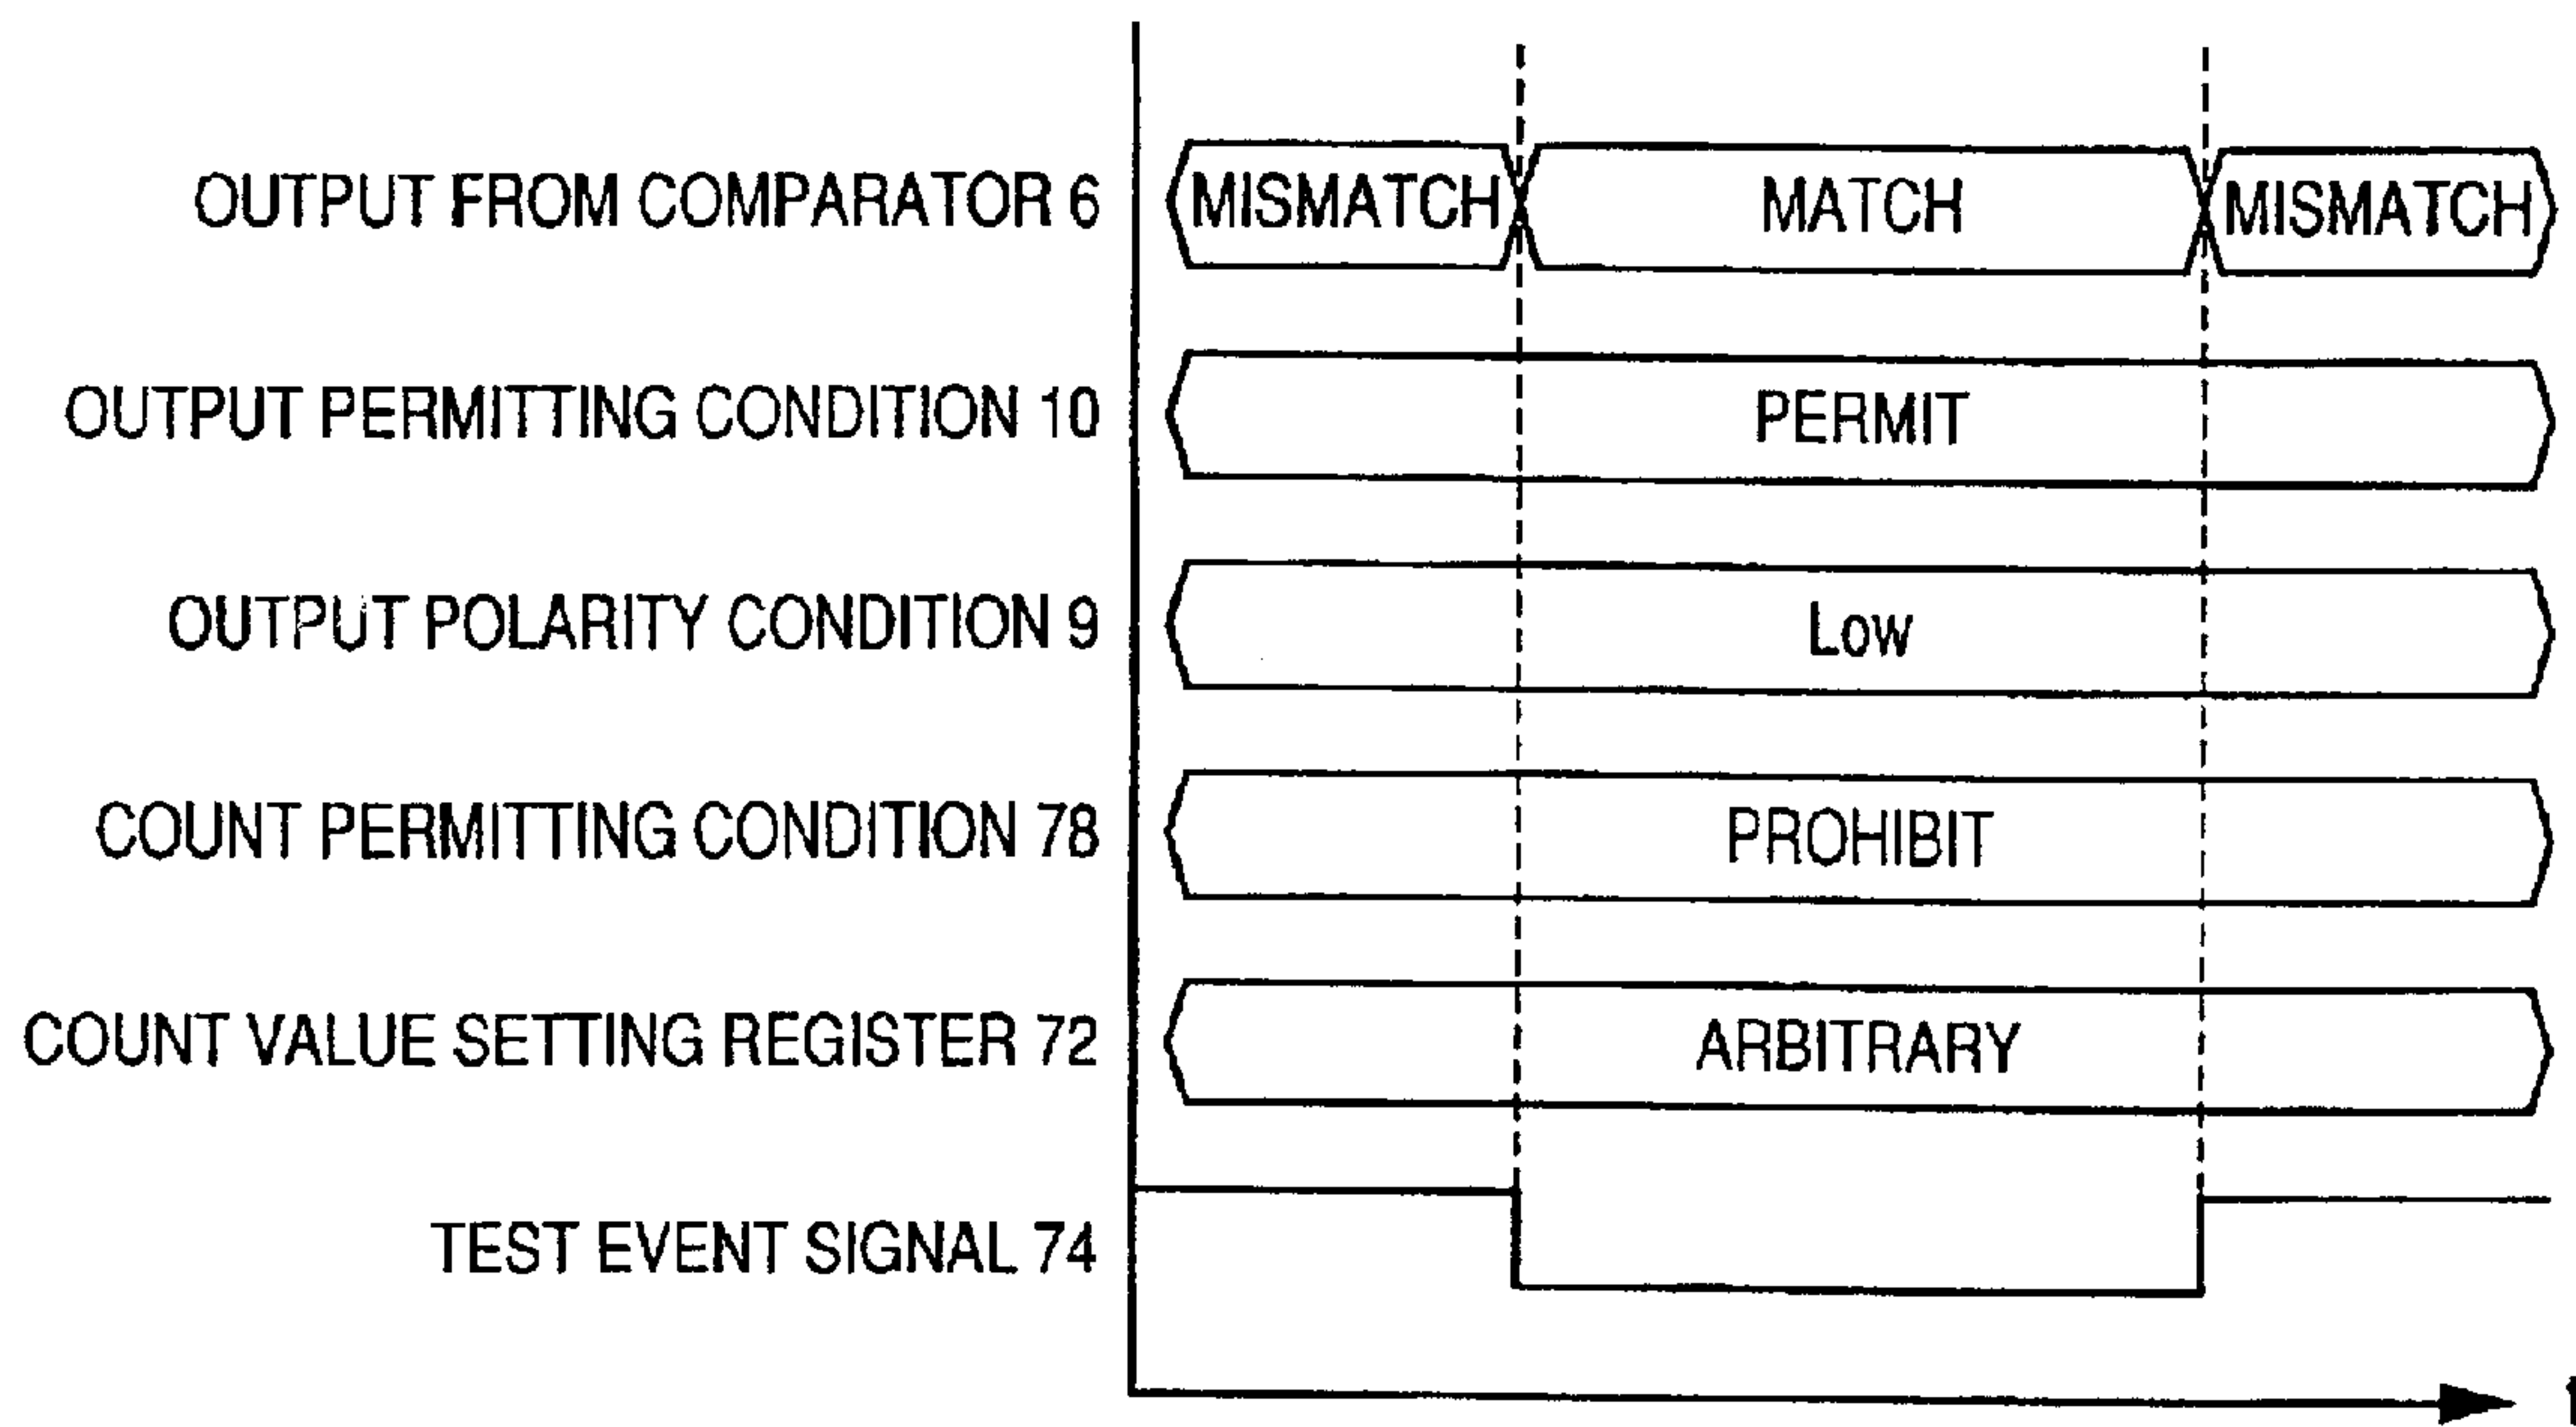 OUTPUT FROM COMPARATOR 6 MISMATCH MATCH MISMATCH
OUTPUT PERMITTING CONDITION 10 PERMIT
OUTPUT POLARITY CONDITION 9 Low
COUNT PERMITTING CONDITION 78 PROHIBIT
COUNT VALUE SETTING REGISTER 72 ARBITRARY
TEST EVENT SIGNAL 74